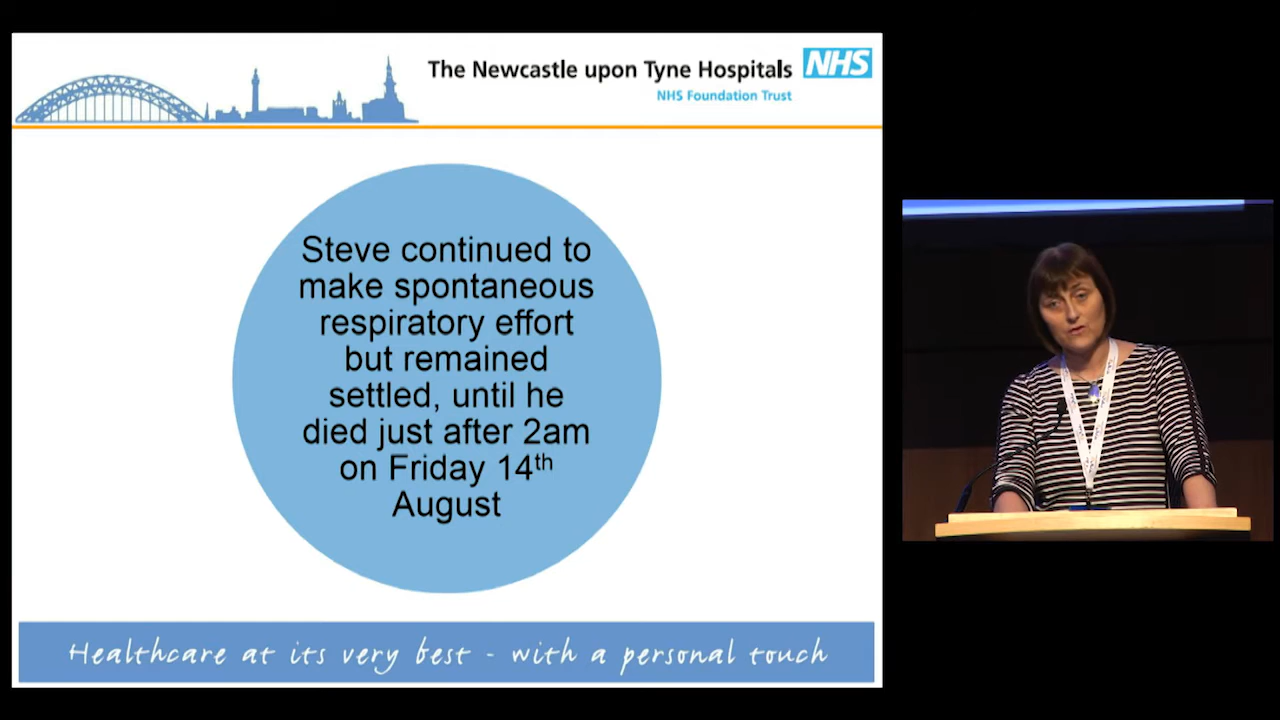 The Newcastle upon Tyne Hospitals NHS
NHS Foundation Trust
Steve continued to
make spontaneous
respiratory effort
but remained
settled, until he
died just after 2am
on Friday 14th
August
Healthcare at its very best - with a personal touch